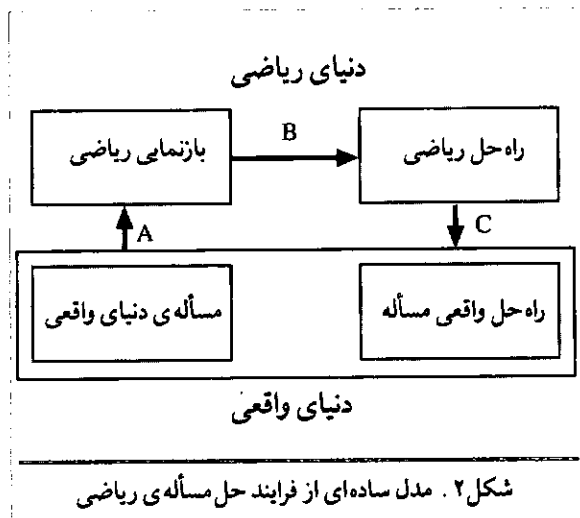 دنیای ریاضی
بازنمایی ریاضی
B
راه حل ریاضی
A
C
مسأله‌ی دنیای واقعی
راه حل واقعی مسأله
دنیای واقعی
شکل۲. مدل ساده‌ای از فرایند حل مسأله‌ی ریاضی